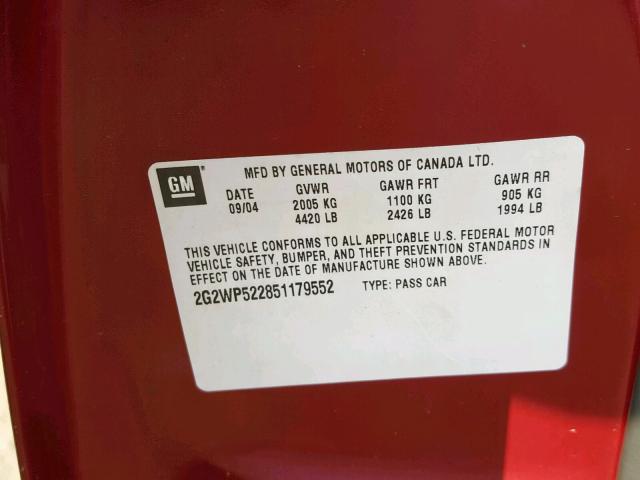 GM
MFD BY GENERAL MOTORS OF CANADA LTD.
DATE GVWR GAWR FRT GAWR RR
09/04 2005 KG 1100 KG 905 KG
4420 LB 2426 LB 1994 LB
THIS VEHICLE CONFORMS TO ALL APPLICABLE U.S. FEDERAL MOTOR
VEHICLE SAFETY, BUMPER, AND THEFT PREVENTION STANDARDS IN
EFFECT ON THE DATE OF MANUFACTURE SHOWN ABOVE.
2G2WP522851179552 TYPE: PASS CAR